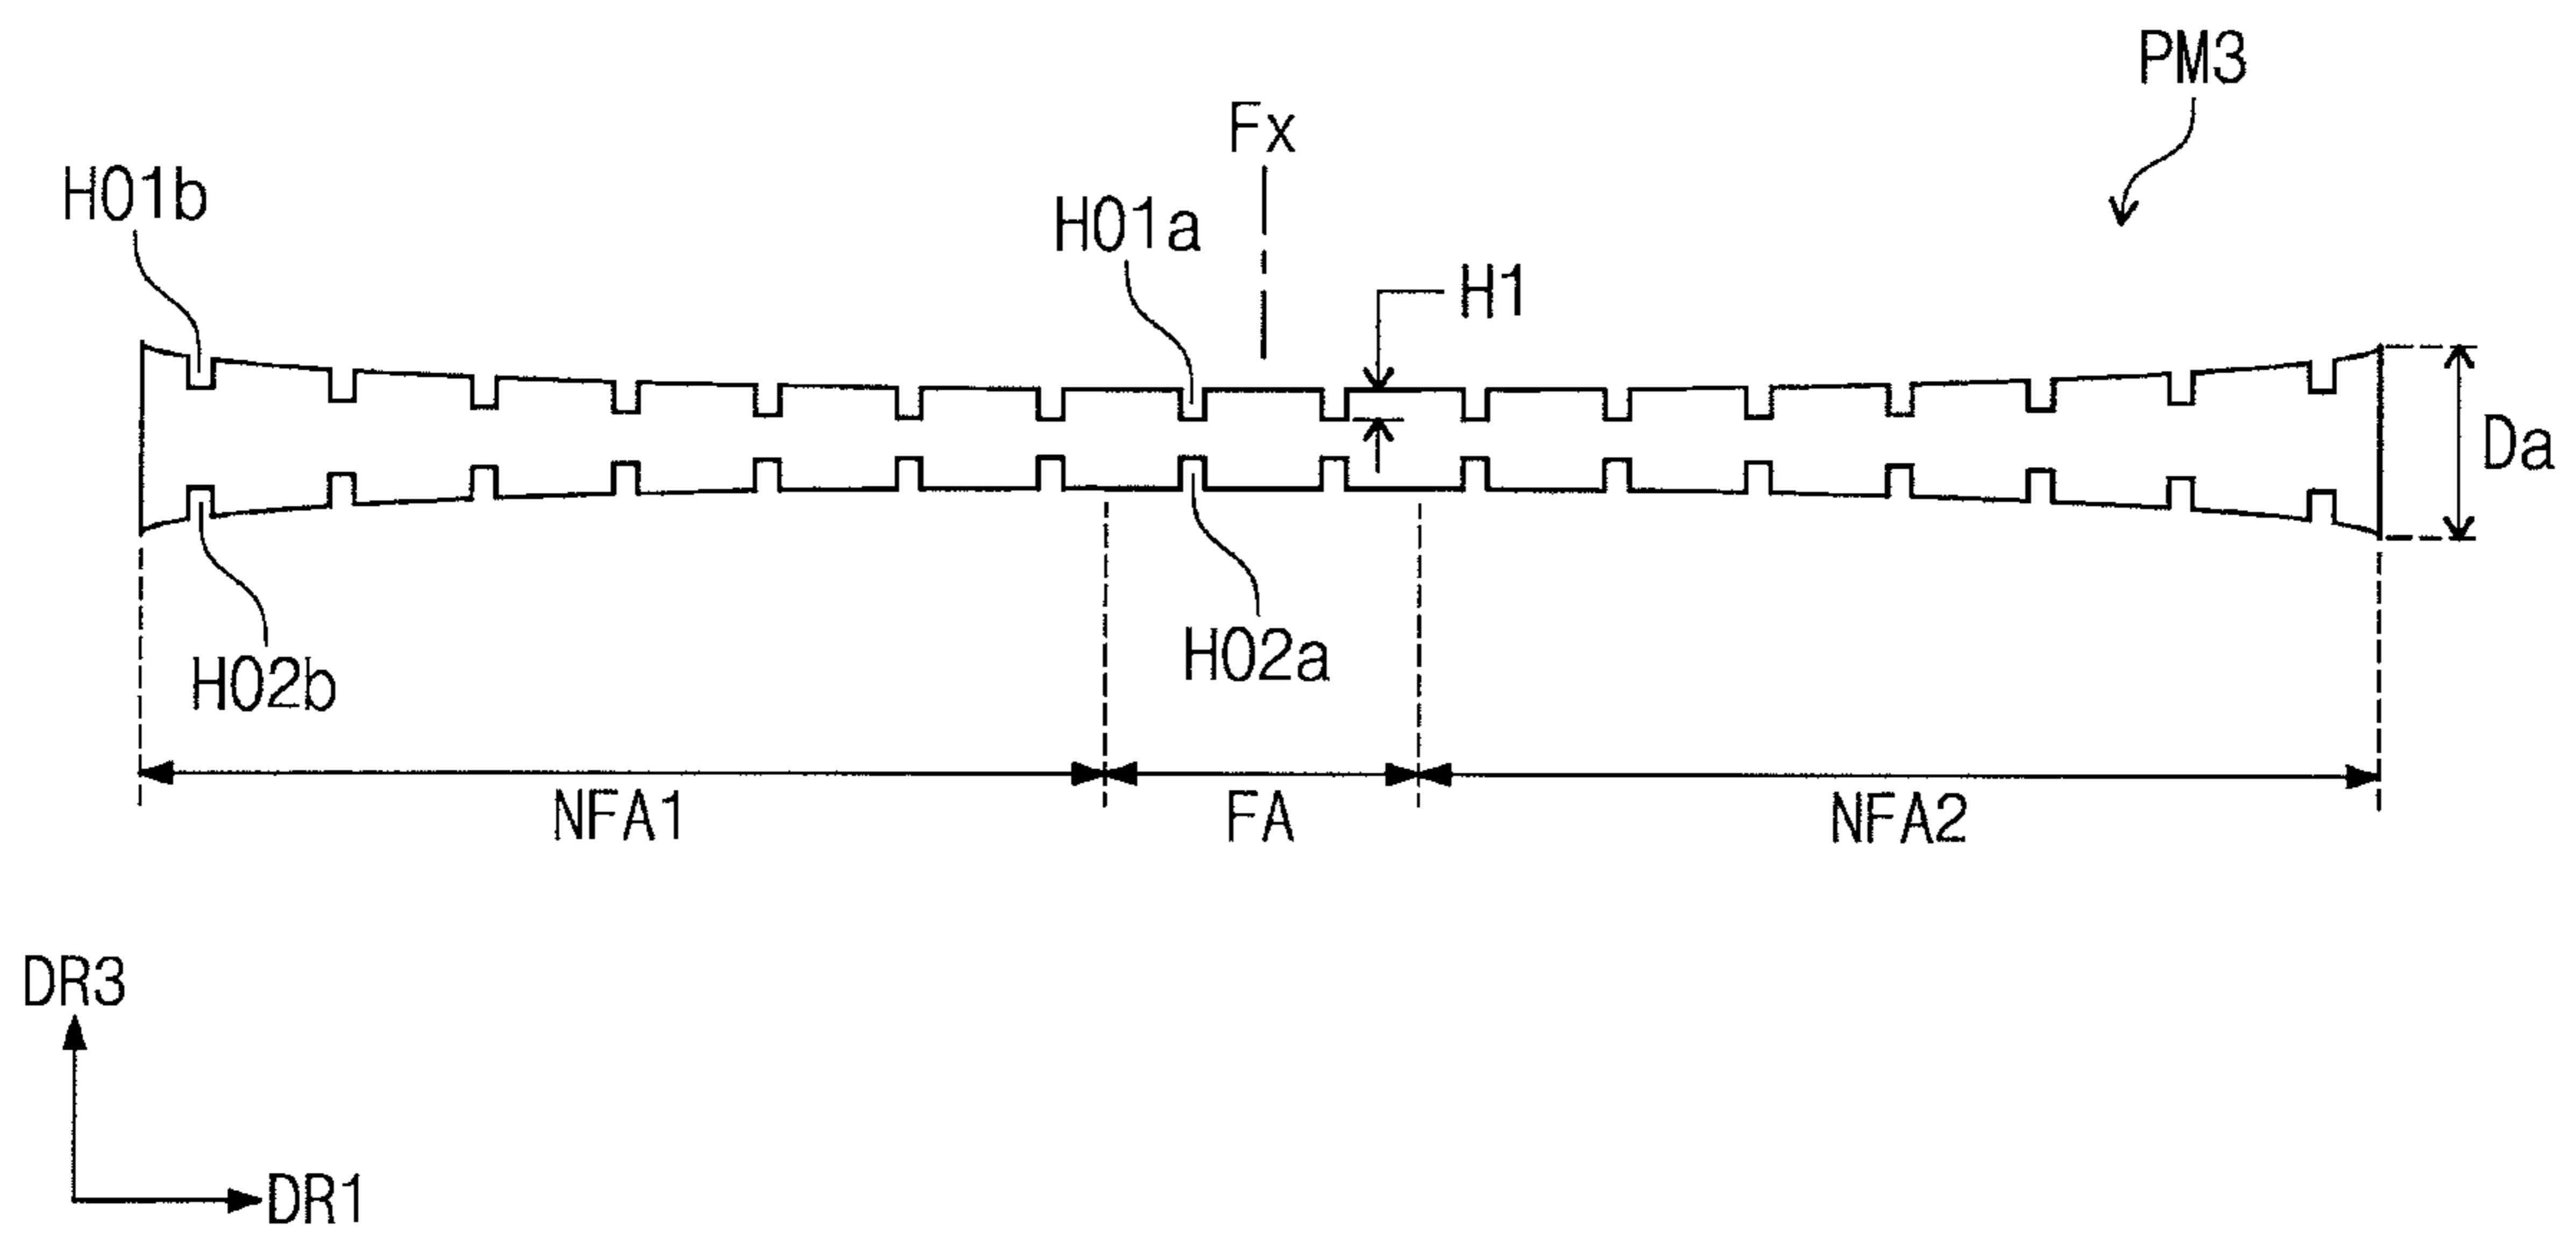 PM3
Fx
H01b
H01a
H1
Da
H02b
H02a
NFA1
FA
NFA2
DR3
DR1